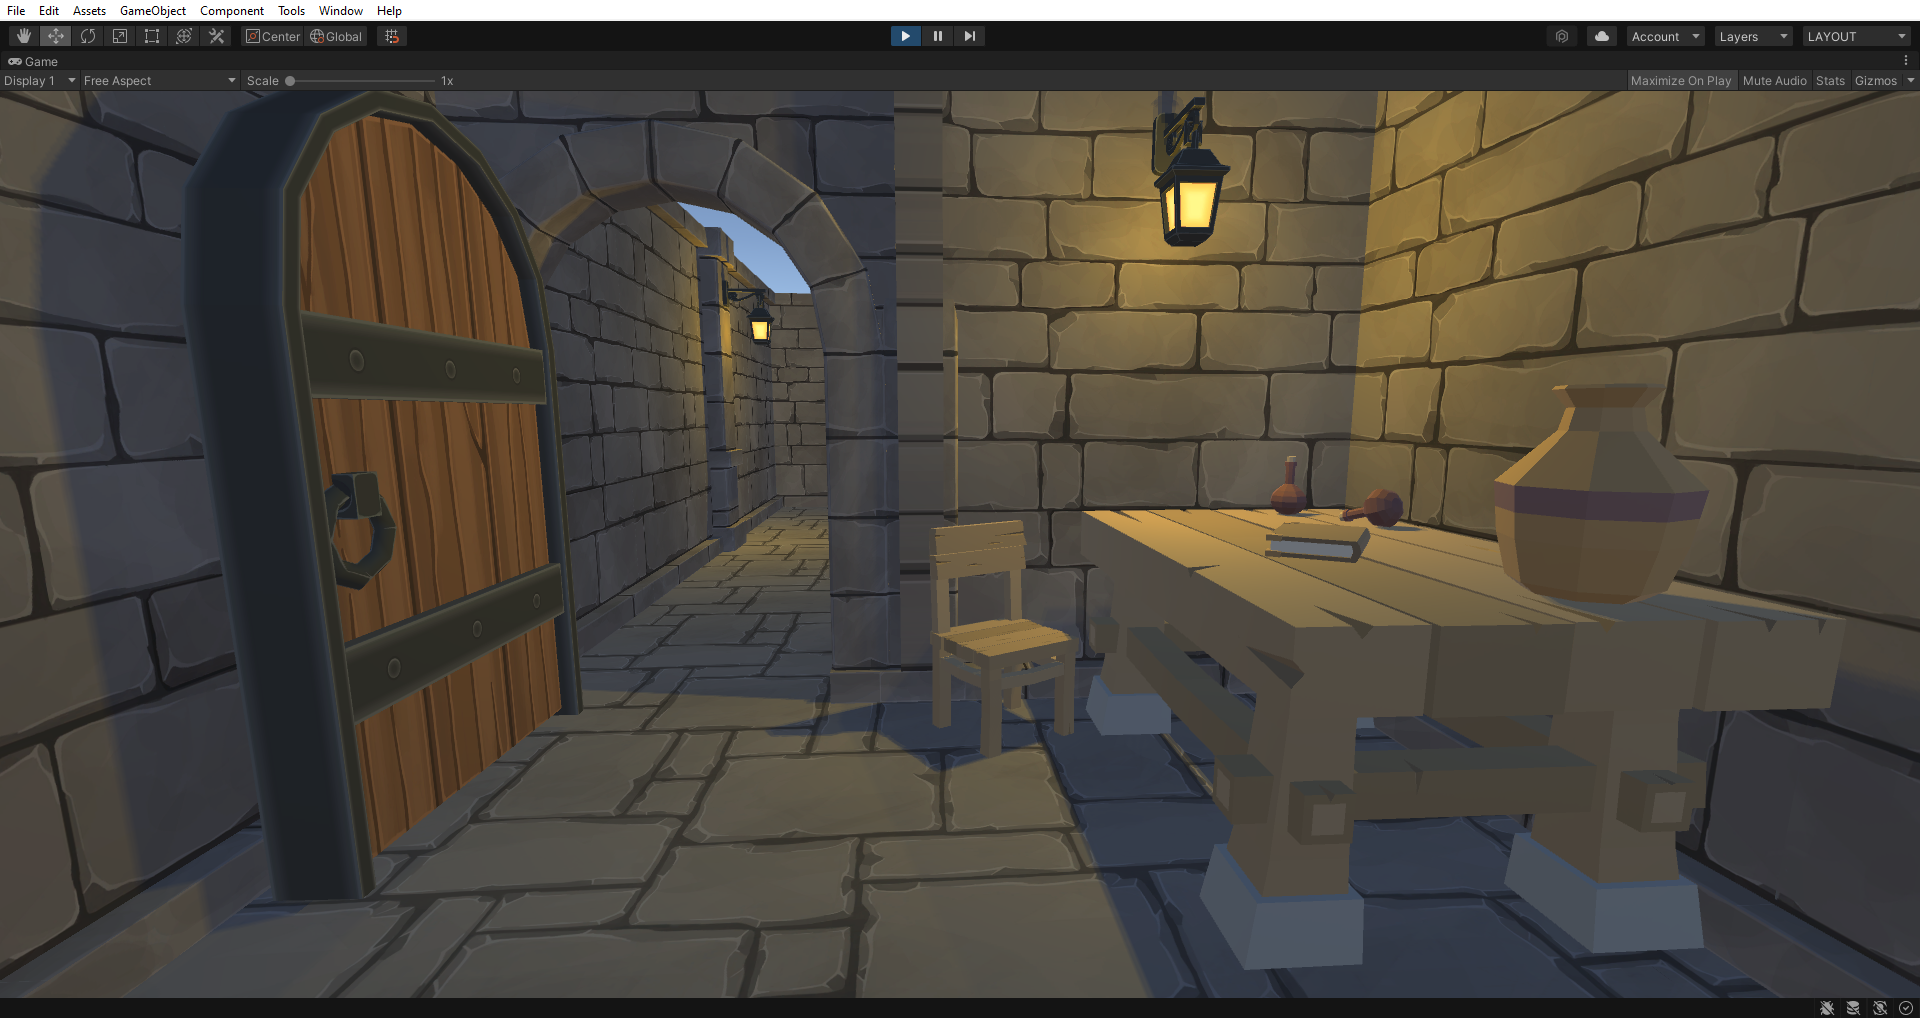 File Edit Assets GameObject Component Tools Window Help
Center Global Account Layers LAYOUT
Game
Display 1 Free Aspect Scale 1x Maximize On Play Mute Audio Stats Gizmos